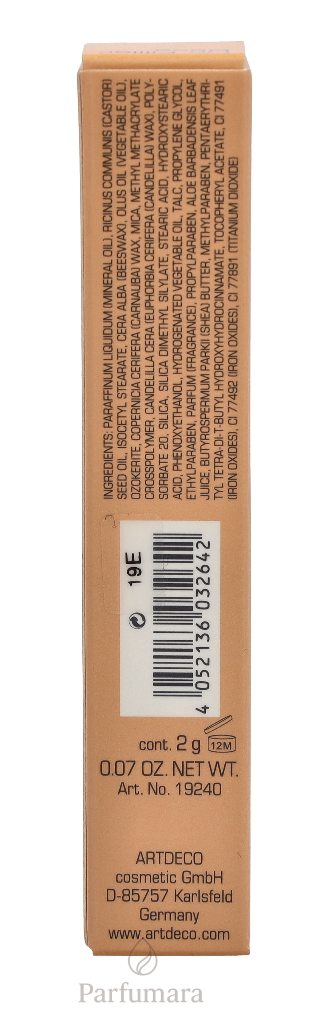 INGREDIENTS: PARAFFINUM LIQUIDUM (MINERAL OIL), RICINUS COMMUNIS (CASTOR)
SEED OIL, ISOCETYL STEARATE, CERA ALBA (BEESWAX), OLUS OIL (VEGETABLE OIL),
OZOKERITE, COPERNICIA CERIFERA (CARNAUBA) WAX, MICA, METHYL METHACRYLATE
CROSSPOLYMER, CANDELILLA CERA (EUPHORBIA CERIFERA (CANDELILLA) WAX), POLY-
SORBATE 20, SILICA, SILICA DIMETHYL SILYLATE, STEARIC ACID, HYDROXYSTEARIC
ACID, PHENOXYETHANOL, HYDROGENATED VEGETABLE OIL, TALC, PROPYLENE GLYCOL,
ETHYLPARABEN, PARFUM (FRAGRANCE), PROPYLPARABEN, ALOE BARBADENSIS LEAF
JUICE, BUTYROSPERMUM PARKII (SHEA) BUTTER, METHYLPARABEN, PENTAERYTHRI-
TYL TETRA-DI-T-BUTYL HYDROXYHYDROCINNAMATE, TOCOPHERYL ACETATE, CI 77491
(IRON OXIDES), CI 77492 (IRON OXIDES), CI 77891 (TITANIUM DIOXIDE)
19E
4 052136 032642
cont. 2 g 12M
0.07 OZ. NET WT.
Art. No. 19240
ARTDECO
cosmetic GmbH
D-85757 Karlsfeld
Germany
www.artdeco.com
Parfumara